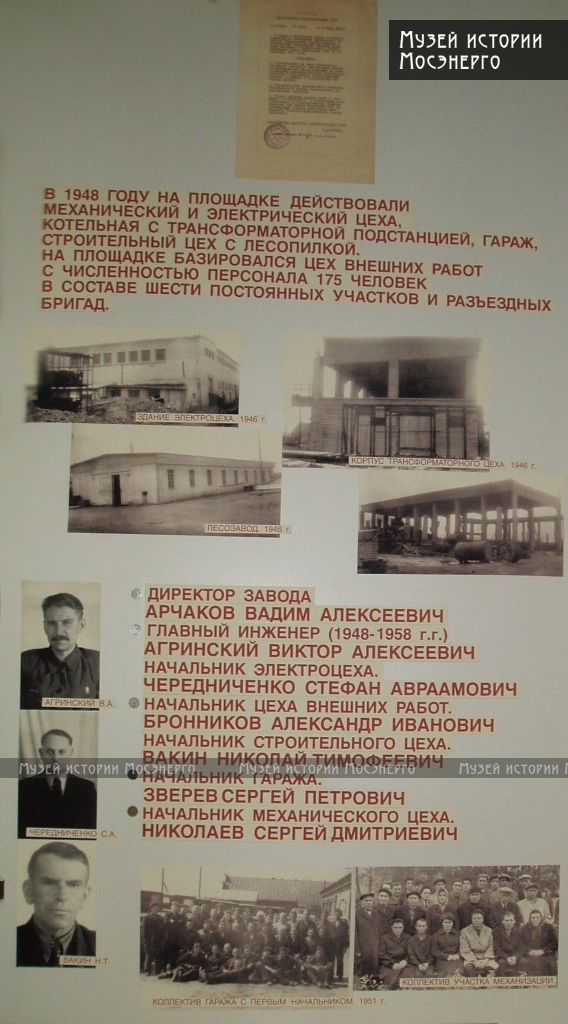 Музей истории
Мосэнерго
В 1948 ГОДУ НА ПЛОЩАДКЕ ДЕЙСТВОВАЛИ
МЕХАНИЧЕСКИЙ И ЭЛЕКТРИЧЕСКИЙ ЦЕХА,
КОТЕЛЬНАЯ С ТРАНСФОРМАТОРНОЙ ПОДСТАНЦИЕЙ, ГАРАЖ,
СТРОИТЕЛЬНЫЙ ЦЕХ С ЛЕСОПИЛКОЙ.
НА ПЛОЩАДКЕ БАЗИРОВАЛСЯ ЦЕХ ВНЕШНИХ РАБОТ
С ЧИСЛЕННОСТЬЮ ПЕРСОНАЛА 175 ЧЕЛОВЕК
В СОСТАВЕ ШЕСТИ ПОСТОЯННЫХ УЧАСТКОВ И РАЗЪЕЗДНЫХ
БРИГАД.
ЗДАНИЕ ЭЛЕКТРОЦЕХА. 1946 г.
КОРПУС ТРАНСФОРМАТОРНОГО ЦЕХА. 1946 г.
ЛЕСОЗАВОД. 1946 г.
ДИРЕКТОР ЗАВОДА
АРЧАКОВ ВАДИМ АЛЕКСЕЕВИЧ
ГЛАВНЫЙ ИНЖЕНЕР (1948-1958 г.г.)
АГРИНСКИЙ ВИКТОР АЛЕКСЕЕВИЧ
НАЧАЛЬНИК ЭЛЕКТРОЦЕХА.
ЧЕРЕДНИЧЕНКО СТЕФАН АВРААМОВИЧ
АГРИНСКИЙ В.А.
НАЧАЛЬНИК ЦЕХА ВНЕШНИХ РАБОТ.
БРОННИКОВ АЛЕКСАНДР ИВАНОВИЧ
НАЧАЛЬНИК СТРОИТЕЛЬНОГО ЦЕХА.
ВАКИН НИКОЛАЙ ТИМОФЕЕВИЧ
Музей истории Мосэнерго Музей истории Мосэнерго Музей истории
НАЧАЛЬНИК ГАРАЖА.
ЗВЕРЕВ СЕРГЕЙ ПЕТРОВИЧ
НАЧАЛЬНИК МЕХАНИЧЕСКОГО ЦЕХА.
НИКОЛАЕВ СЕРГЕЙ ДМИТРИЕВИЧ
ЧЕРЕДНИЧЕНКО С.А.
ВАКИН Н.Т.
КОЛЛЕКТИВ УЧАСТКА МЕХАНИЗАЦИИ.
КОЛЛЕКТИВ ГАРАЖА С ПЕРВЫМ НАЧАЛЬНИКОМ. 1951 г.